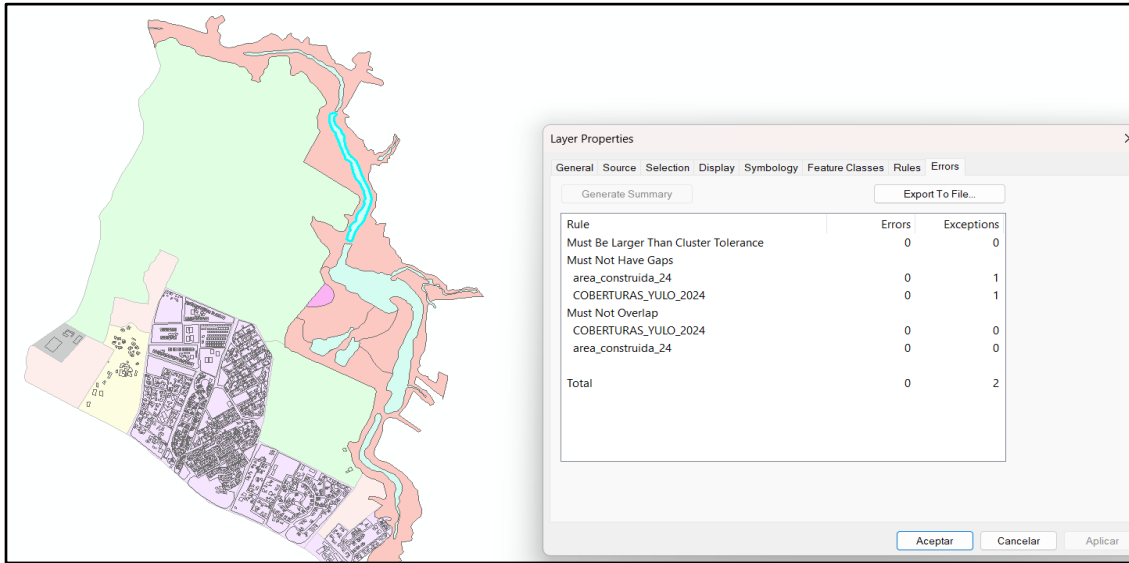 Layer Properties
General Source Selection Display Symbology Feature Classes Rules Errors
Generate Summary Export To File...
Rule Errors Exceptions
Must Be Larger Than Cluster Tolerance 0 0
Must Not Have Gaps
area_construida_24 0 1
COBERTURAS_YULO_2024 0 1
Must Not Overlap
COBERTURAS_YULO_2024 0 0
area_construida_24 0 0
Total 0 2
Aceptar Cancelar Aplicar